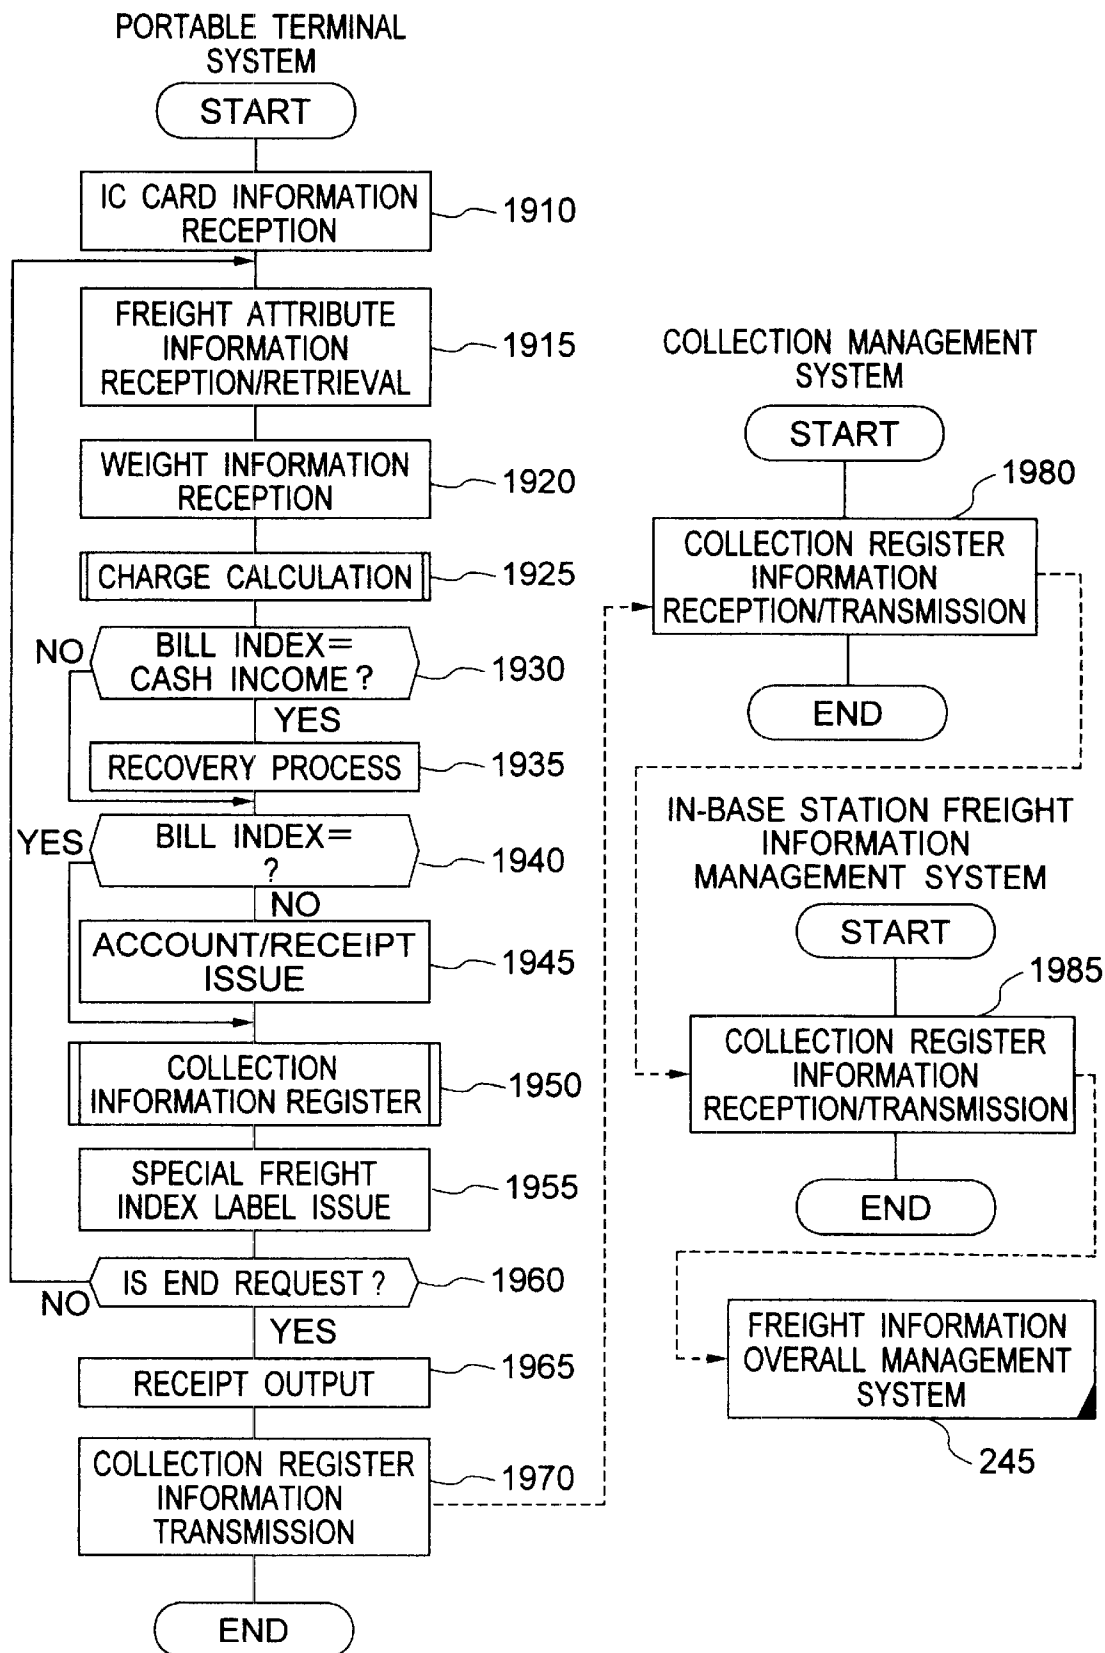 PORTABLE TERMINAL
SYSTEM
START
IC CARD INFORMATION
RECEPTION
1910
FREIGHT ATTRIBUTE
INFORMATION
RECEPTION/RETRIEVAL
1915
WEIGHT INFORMATION
RECEPTION
1920
CHARGE CALCULATION
1925
NO
BILL INDEX=
CASH INCOME ?
1930
YES
RECOVERY PROCESS
1935
YES
BILL INDEX=
?
1940
NO
ACCOUNT/RECEIPT
ISSUE
1945
COLLECTION
INFORMATION REGISTER
1950
SPECIAL FREIGHT
INDEX LABEL ISSUE
1955
IS END REQUEST ?
1960
NO
YES
RECEIPT OUTPUT
1965
COLLECTION REGISTER
INFORMATION
TRANSMISSION
1970
END
COLLECTION MANAGEMENT
SYSTEM
START
1980
COLLECTION REGISTER
INFORMATION
RECEPTION/TRANSMISSION
END
IN-BASE STATION FREIGHT
INFORMATION
MANAGEMENT SYSTEM
START
1985
COLLECTION REGISTER
INFORMATION
RECEPTION/TRANSMISSION
END
FREIGHT INFORMATION
OVERALL MANAGEMENT
SYSTEM
245